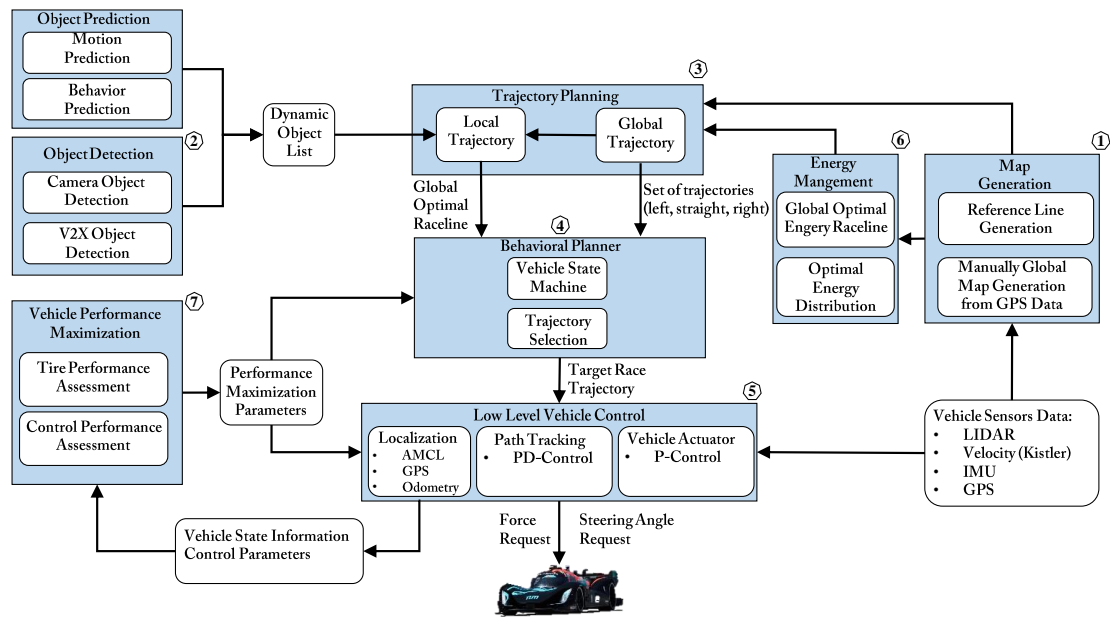 Object Prediction
Motion
Prediction
Behavior
Prediction
2
Object Detection
Camera Object
Detection
V2X Object
Detection
Dynamic
Object
List
3
Trajectory Planning
Local
Trajectory
Global
Trajectory
Global
Optimal
Raceline
Set of trajectories
(left, straight, right)
6
Energy
Mangement
Global Optimal
Engery Raceline
Optimal
Energy
Distribution
1
Map
Generation
Reference Line
Generation
Manually Global
Map Generation
from GPS Data
4
Behavioral Planner
Vehicle State
Machine
Trajectory
Selection
Target Race
Trajectory
7
Vehicle Performance
Maximization
Tire Performance
Assessment
Control Performance
Assessment
Performance
Maximization
Parameters
5
Low Level Vehicle Control
Localization
• AMCL
• GPS
• Odometry
Path Tracking
• PD-Control
Vehicle Actuator
• P-Control
Vehicle Sensors Data:
• LIDAR
• Velocity (Kistler)
• IMU
• GPS
Vehicle State Information
Control Parameters
Force
Request
Steering Angle
Request